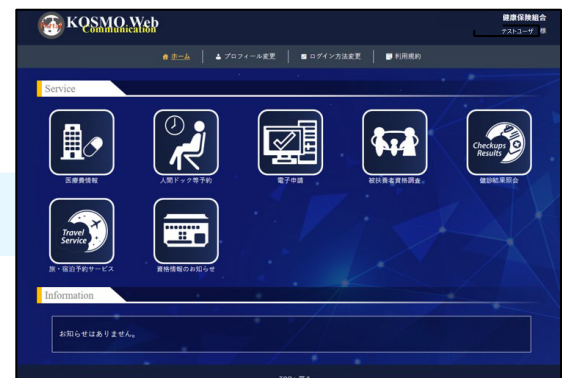 KOSMO Web
Communication
健康保険組合
テストユーザ 様
ホーム
プロフィール変更
ログイン方法変更
利用規約
Service
医療費情報
人間ドック等予約
電子申請
被扶養者資格調査
Checkups
Results
健診結果照会
Travel
Service
旅・宿泊予約サービス
資格情報のお知らせ
Information
お知らせはありません。